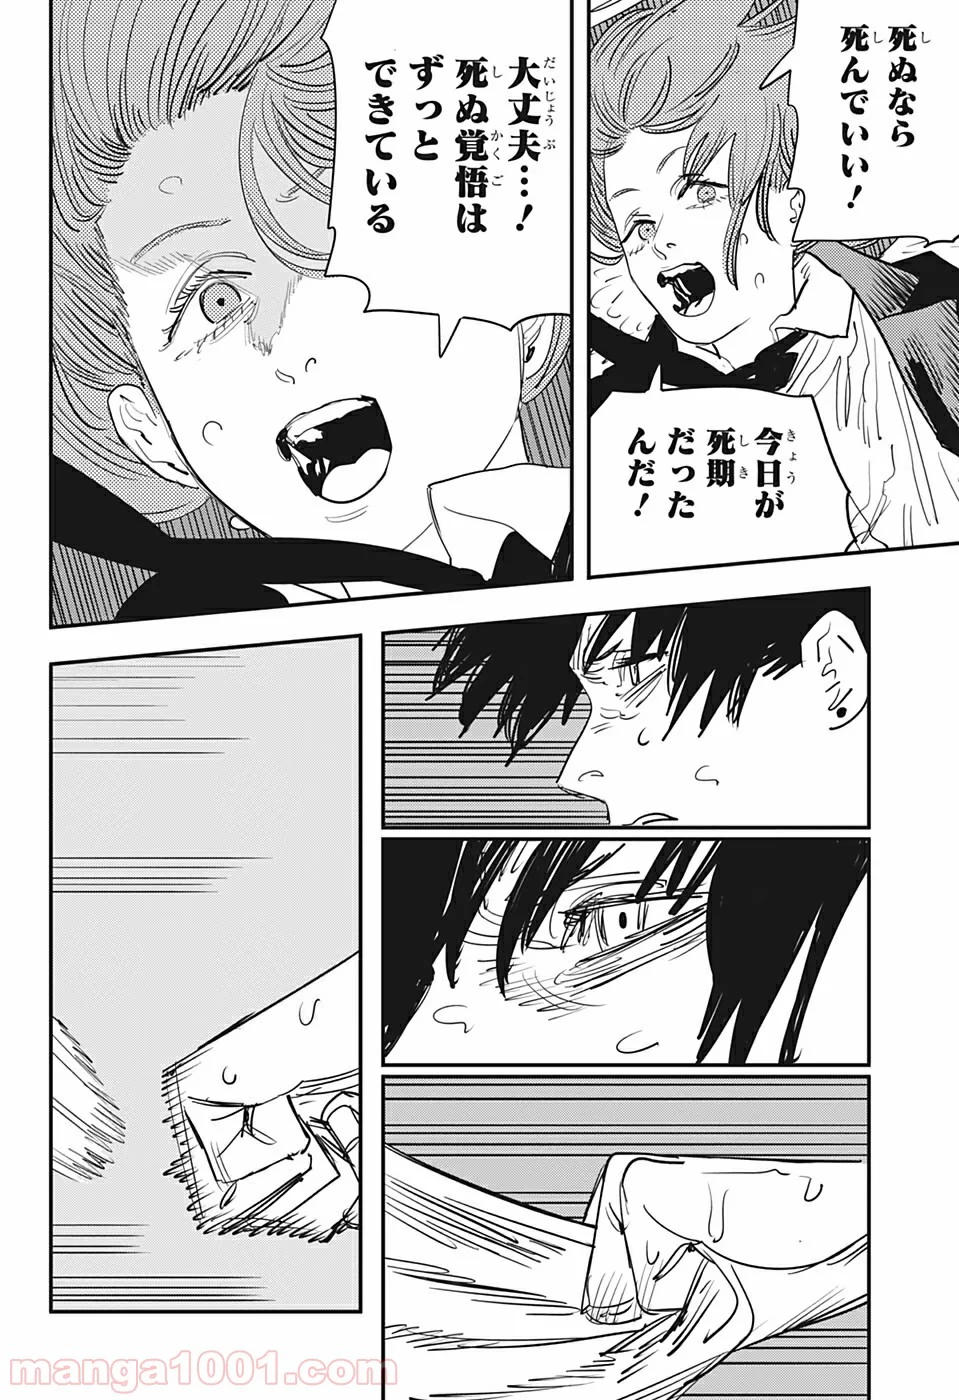 死ぬなら
死んでいい！
今日が
死期
だった
んだ！
大丈夫…！
死ぬ覚悟は
ずっと
できている
manga1001.com